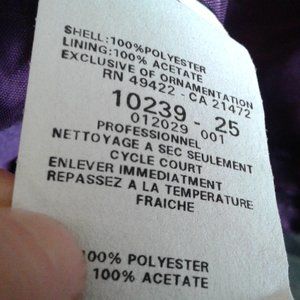 SHELL: 100% POLYESTER
LINING: 100% ACETATE
EXCLUSIVE OF ORNAMENTATION
RN 49422 - CA 21472
10239 - 25
012029 001
PROFESSIONNEL
NETTOYAGE A SEC SEULEMENT
CYCLE COURT
ENLEVER IMMEDIATMENT
REPASSEZ A LA TEMPERATURE
FRAICHE
100% POLYESTER
100% ACETATE